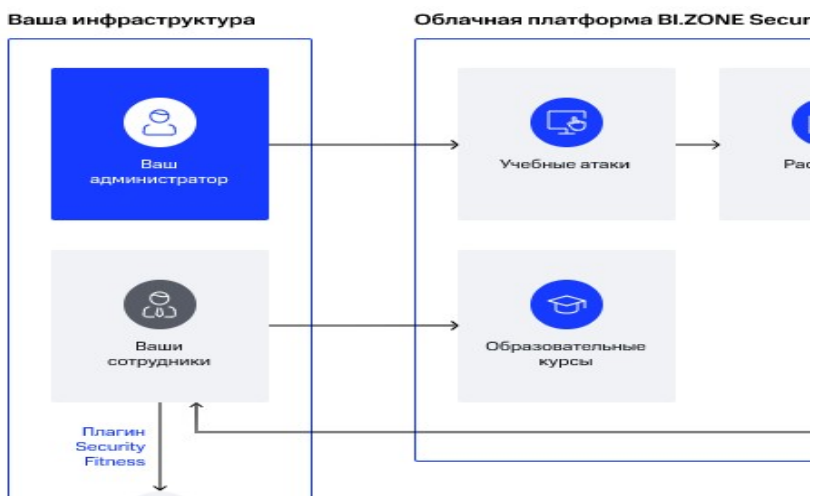 Ваша инфраструктура
Облачная платформа BI.ZONE Secur
Ваш
администратор
Учебные атаки
Рас
Ваши
сотрудники
Образовательные
курсы
Плагин
Security
Fitness